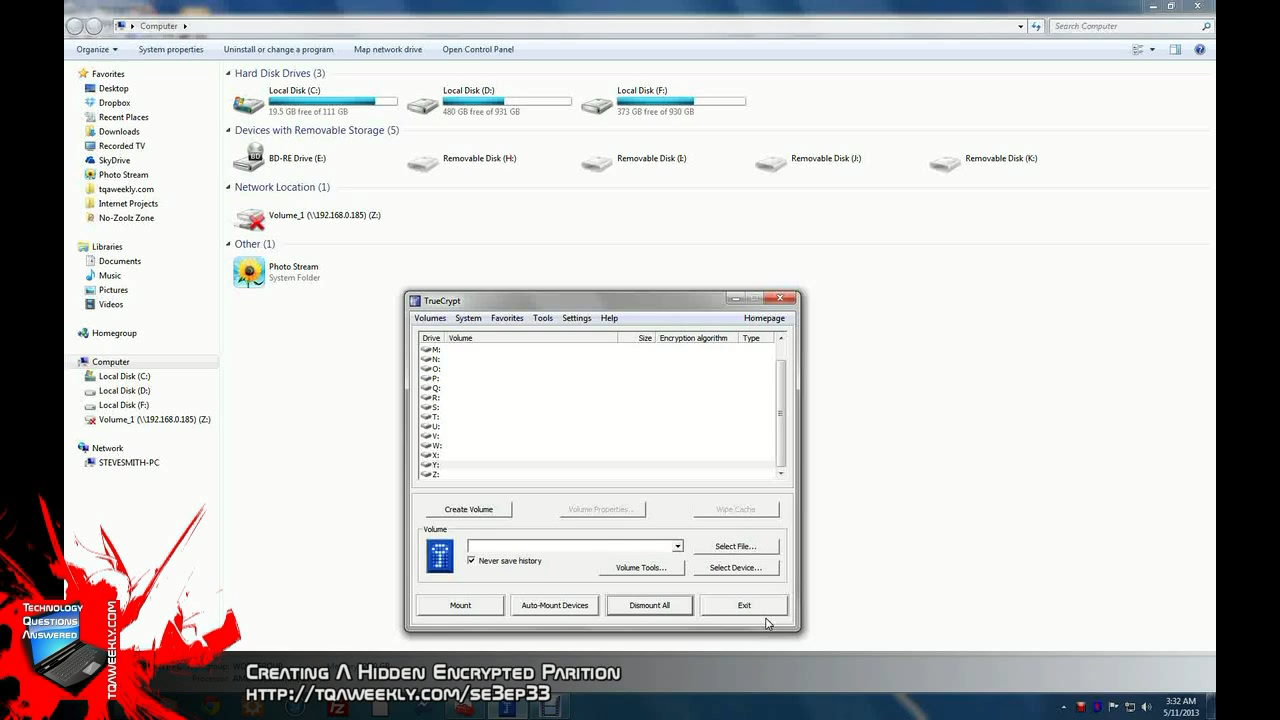 Computer
Search Computer
Organize
System properties
Uninstall or change a program
Map network drive
Open Control Panel
Favorites
Desktop
Dropbox
Recent Places
Downloads
Recorded TV
SkyDrive
Photo Stream
tqaweekly.com
Internet Projects
No-Zoolz Zone
Libraries
Documents
Music
Pictures
Videos
Homegroup
Computer
Local Disk (C:)
Local Disk (D:)
Local Disk (F:)
Volume_1 (\\192.168.0.185) (Z:)
Network
STEVESMITH-PC
Hard Disk Drives (3)
Local Disk (C:)
19.5 GB free of 111 GB
Local Disk (D:)
480 GB free of 931 GB
Local Disk (F:)
373 GB free of 930 GB
Devices with Removable Storage (5)
BD
BD-RE Drive (E:)
Removable Disk (H:)
Removable Disk (I:)
Removable Disk (J:)
Removable Disk (K:)
Network Location (1)
Volume_1 (\\192.168.0.185) (Z:)
Other (1)
Photo Stream
System Folder
TrueCrypt
Volumes System Favorites Tools Settings Help Homepage
Drive Volume Size Encryption algorithm Type
M:
N:
O:
P:
Q:
R:
S:
T:
U:
V:
W:
X:
Y:
Z:
Create Volume
Volume Properties...
Wipe Cache
Volume
Select File...
Never save history
Volume Tools...
Select Device...
Mount
Auto-Mount Devices
Dismount All
Exit
Technology
Questions
Answered
TQAWEEKLY.COM
Creating A Hidden Encrypted Parition
http://tqaweekly.com/se3ep33
3:32 AM
5/11/2013